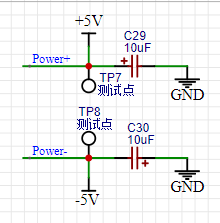 +5V
C29
10uF
Power+
TP7
测试点
GND
TP8
测试点
C30
10uF
Power-
-5V
GND